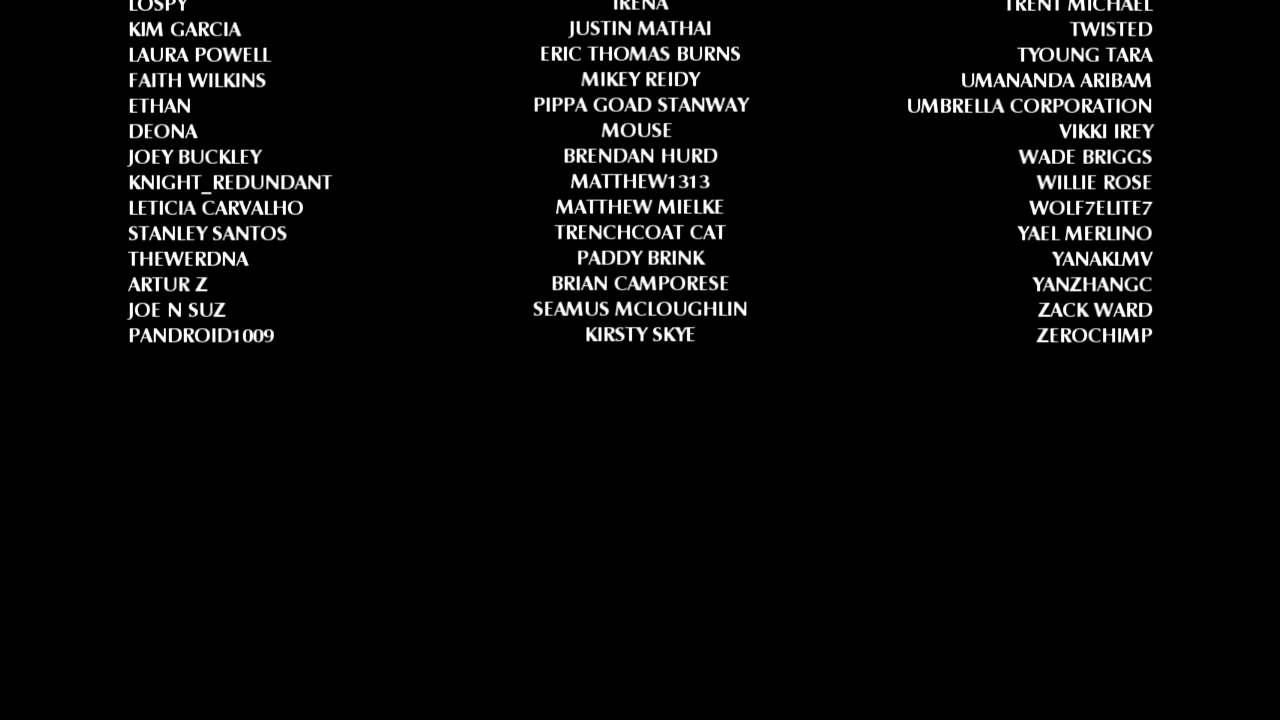 LOSPY
KIM GARCIA
LAURA POWELL
FAITH WILKINS
ETHAN
DEONA
JOEY BUCKLEY
KNIGHT_REDUNDANT
LETICIA CARVALHO
STANLEY SANTOS
THEWERDNA
ARTUR Z
JOE N SUZ
PANDROID1009
IRENA
JUSTIN MATHAI
ERIC THOMAS BURNS
MIKEY REIDY
PIPPA GOAD STANWAY
MOUSE
BRENDAN HURD
MATTHEW1313
MATTHEW MIELKE
TRENCHCOAT CAT
PADDY BRINK
BRIAN CAMPORESE
SEAMUS MCLOUGHLIN
KIRSTY SKYE
TRENT MICHAEL
TWISTED
TYOUNG TARA
UMANANDA ARIBAM
UMBRELLA CORPORATION
VIKKI IREY
WADE BRIGGS
WILLIE ROSE
WOLF7ELITE7
YAEL MERLINO
YANAKLMV
YANZHANGC
ZACK WARD
ZEROCHIMP